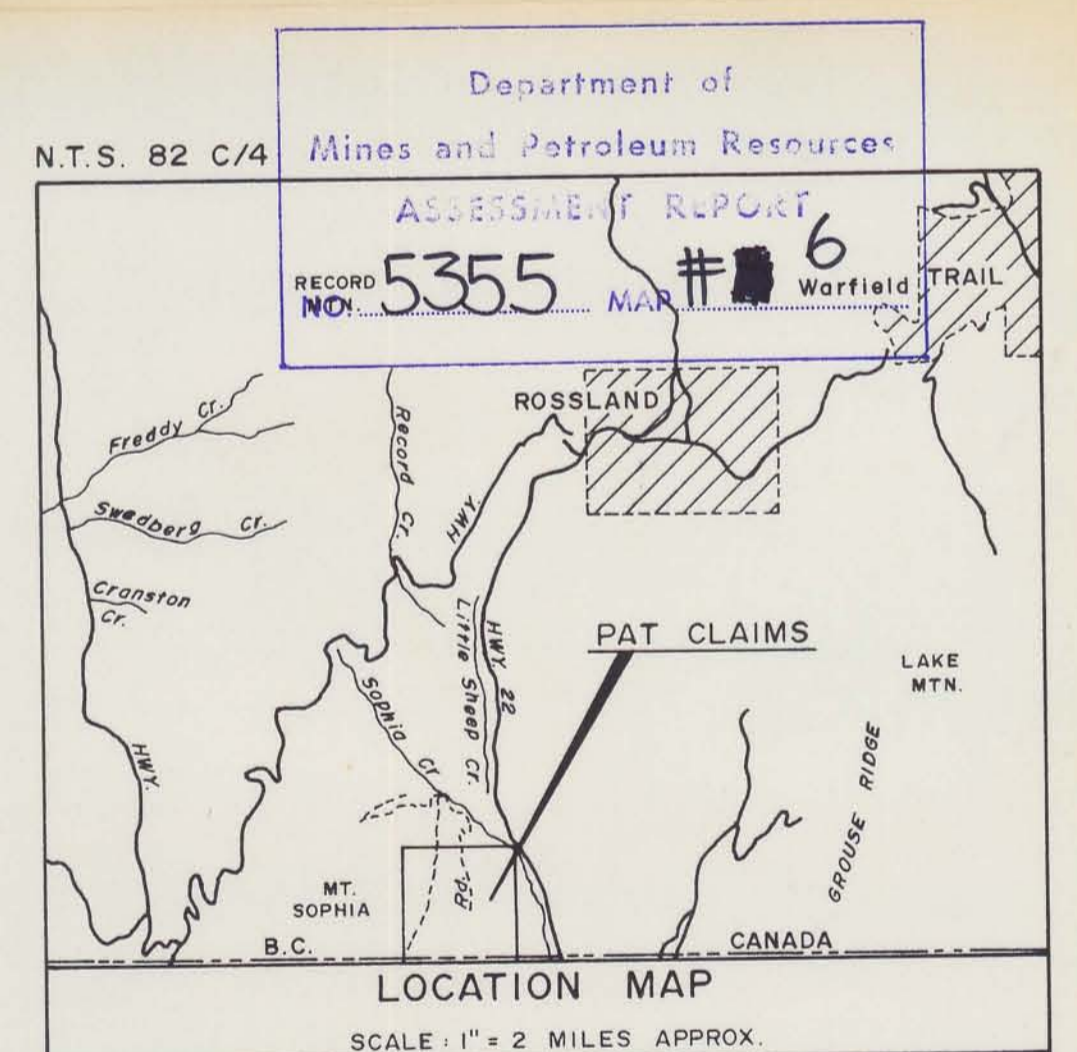 Department of
N.T.S. 82 C/4
Mines and Petroleum Resources
ASSESSMENT REPORT
RECORD
MTN.
NO. 5355 MAP # 6
Warfield
TRAIL
ROSSLAND
Freddy Cr.
Record Cr.
HWY.
Swedberg Cr.
Cranston
Cr.
Little Sheep Cr.
HWY. 22
PAT CLAIMS
LAKE
MTN.
Sophia Cr
HWY.
GROUSE RIDGE
Rd
MT.
SOPHIA
B.C.
CANADA
LOCATION MAP
SCALE : 1" = 2 MILES APPROX.